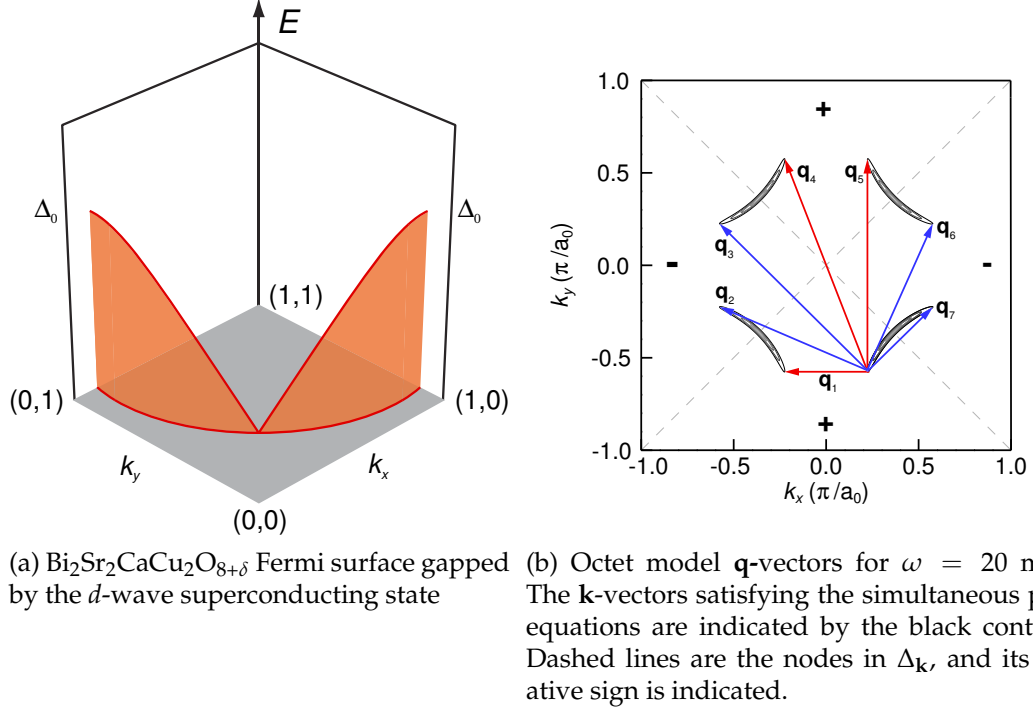 E
Δ₀
Δ₀
(1,1)
(0,1)
(1,0)
k_y
k_x
(0,0)
1.0
0.5
0.0
-0.5
-1.0
k_y (π/a₀)
+
-
-
+
q₄
q₅
q₃
q₆
q₂
q₇
q₁
-1.0 -0.5 0.0 0.5 1.0
k_x (π/a₀)
(a) Bi₂Sr₂CaCu₂O₈₊δ Fermi surface gapped
by the d-wave superconducting state
(b) Octet model q-vectors for ω = 20 m
The k-vectors satisfying the simultaneous p
equations are indicated by the black cont
Dashed lines are the nodes in Δₖ, and its
ative sign is indicated.